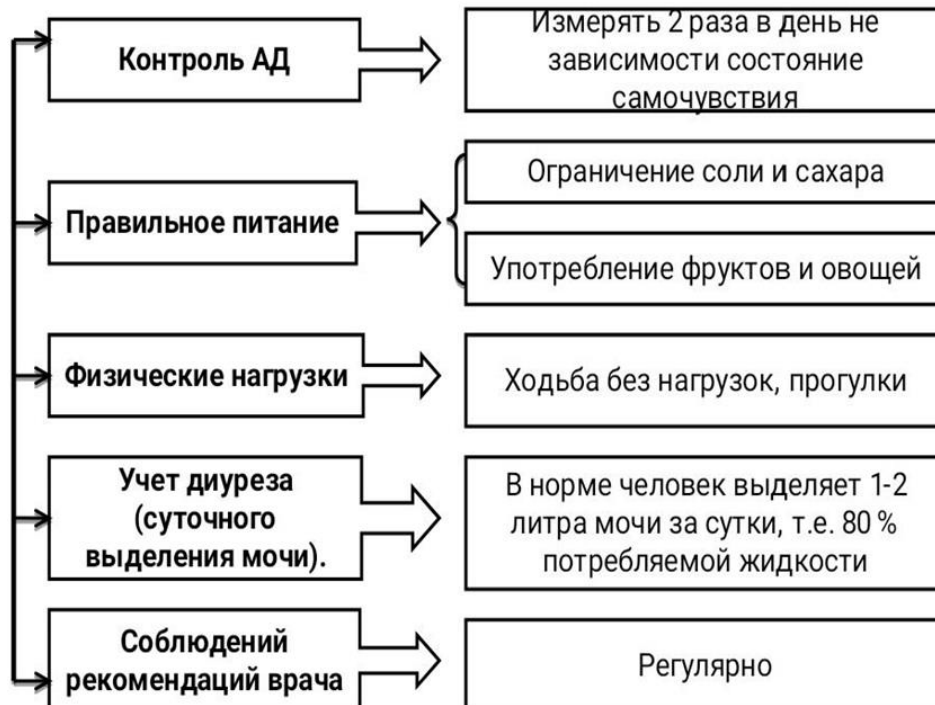 Контроль АД
Измерять 2 раза в день не
зависимости состояние
самочувствия
Правильное питание
Ограничение соли и сахара
Употребление фруктов и овощей
Физические нагрузки
Ходьба без нагрузок, прогулки
Учет диуреза
(суточного
выделения мочи).
В норме человек выделяет 1-2
литра мочи за сутки, т.е. 80 %
потребляемой жидкости
Соблюдений
рекомендаций врача
Регулярно